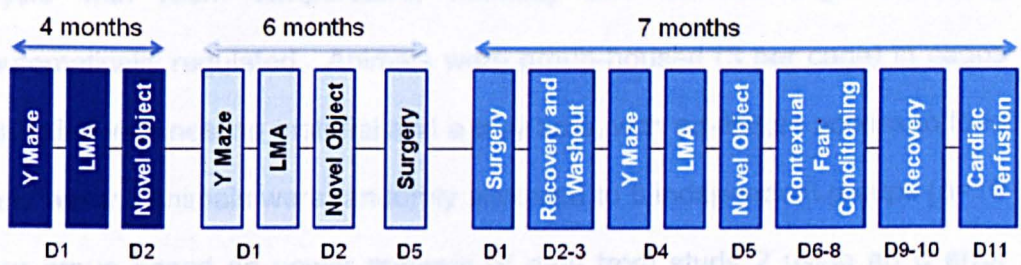 4 months 6 months 7 months
Y Maze
LMA
Novel Object
Y Maze
LMA
Novel Object
Surgery
Surgery
Recovery and
Washout
Y Maze
LMA
Novel Object
Contextual
Fear
Conditioning
Recovery
Cardiac
Perfusion
D1 D2 D1 D2 D5 D1 D2-3 D4 D5 D6-8 D9-10 D11